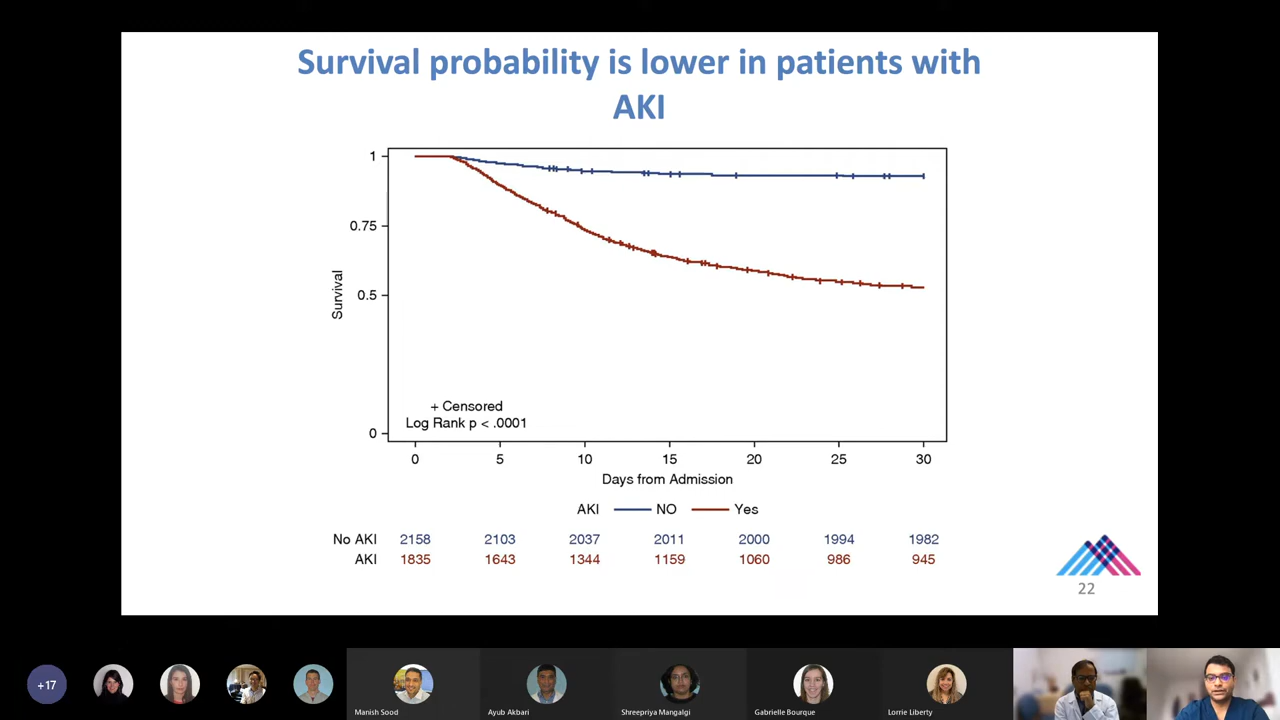 Survival probability is lower in patients with
AKI
1
0.75
Survival
0.5
+ Censored
Log Rank p < .0001
0
0 5 10 15 20 25 30
Days from Admission
AKI NO Yes
No AKI 2158 2103 2037 2011 2000 1994 1982
AKI 1835 1643 1344 1159 1060 986 945
22
+17
Manish Sood Ayub Akbari Shreepriya Mangalgi Gabrielle Bourque Lorrie Liberty